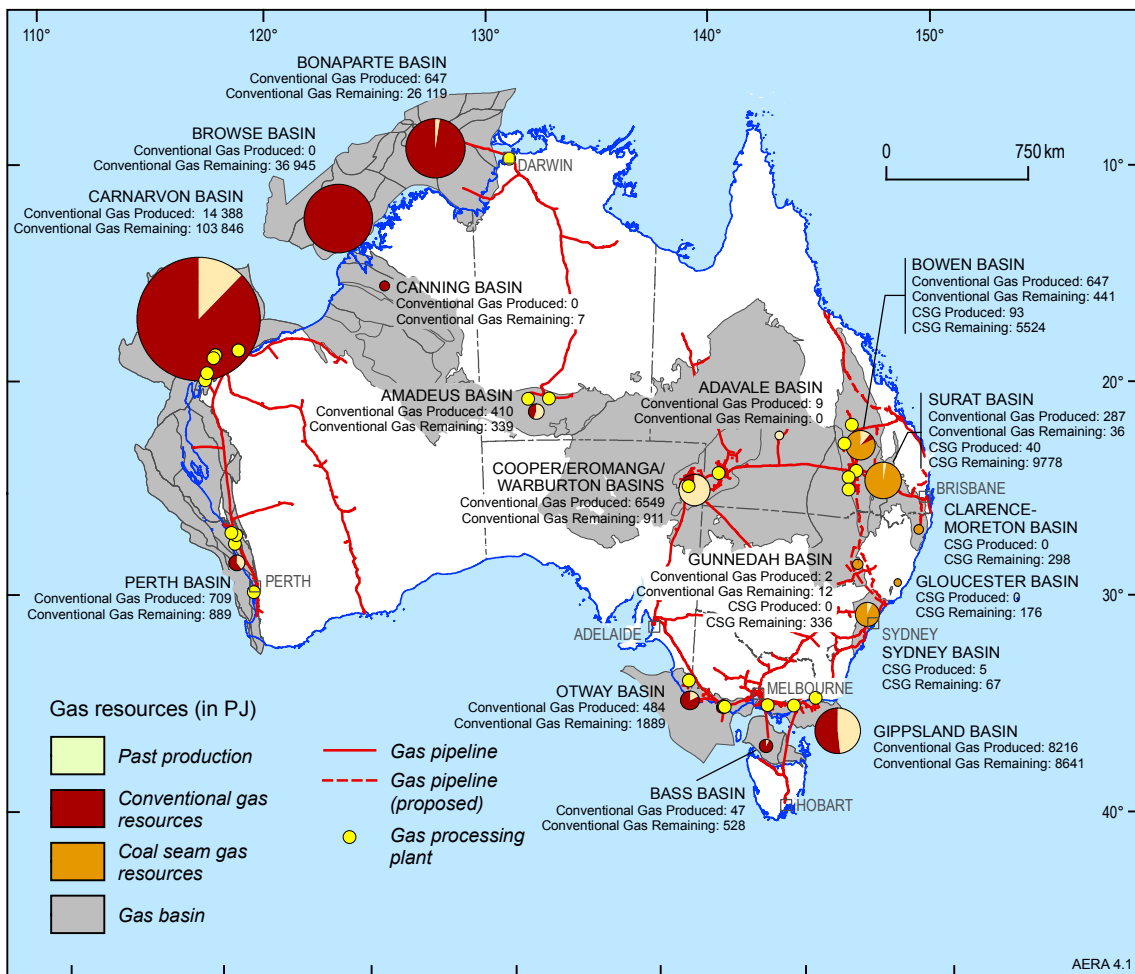 110°
120°
130°
140°
150°
BONAPARTE BASIN
Conventional Gas Produced: 647
Conventional Gas Remaining: 26 119
BROWSE BASIN
Conventional Gas Produced: 0
Conventional Gas Remaining: 36 945
CARNARVON BASIN
Conventional Gas Produced: 14 388
Conventional Gas Remaining: 103 846
DARWIN
0
750 km
10°
CANNING BASIN
Conventional Gas Produced: 0
Conventional Gas Remaining: 7
BOWEN BASIN
Conventional Gas Produced: 647
Conventional Gas Remaining: 441
CSG Produced: 93
CSG Remaining: 5524
20°
AMADEUS BASIN
Conventional Gas Produced: 410
Conventional Gas Remaining: 339
ADAVALE BASIN
Conventional Gas Produced: 9
Conventional Gas Remaining: 0
SURAT BASIN
Conventional Gas Produced: 287
Conventional Gas Remaining: 36
CSG Produced: 40
CSG Remaining: 9778
COOPER/EROMANGA/
WARBURTON BASINS
Conventional Gas Produced: 6549
Conventional Gas Remaining: 911
BRISBANE
CLARENCE-
MORETON BASIN
CSG Produced: 0
CSG Remaining: 298
GUNNEDAH BASIN
Conventional Gas Produced: 2
Conventional Gas Remaining: 12
CSG Produced: 0
CSG Remaining: 336
GLOUCESTER BASIN
CSG Produced: 0
CSG Remaining: 176
30°
PERTH BASIN
Conventional Gas Produced: 709
Conventional Gas Remaining: 889
PERTH
ADELAIDE
SYDNEY
SYDNEY BASIN
CSG Produced: 5
CSG Remaining: 67
OTWAY BASIN
Conventional Gas Produced: 484
Conventional Gas Remaining: 1889
MELBOURNE
GIPPSLAND BASIN
Conventional Gas Produced: 8216
Conventional Gas Remaining: 8641
BASS BASIN
Conventional Gas Produced: 47
Conventional Gas Remaining: 528
HOBART
40°
Gas resources (in PJ)
Past production
Conventional gas
resources
Coal seam gas
resources
Gas basin
Gas pipeline
Gas pipeline
(proposed)
Gas processing
plant
AERA 4.1